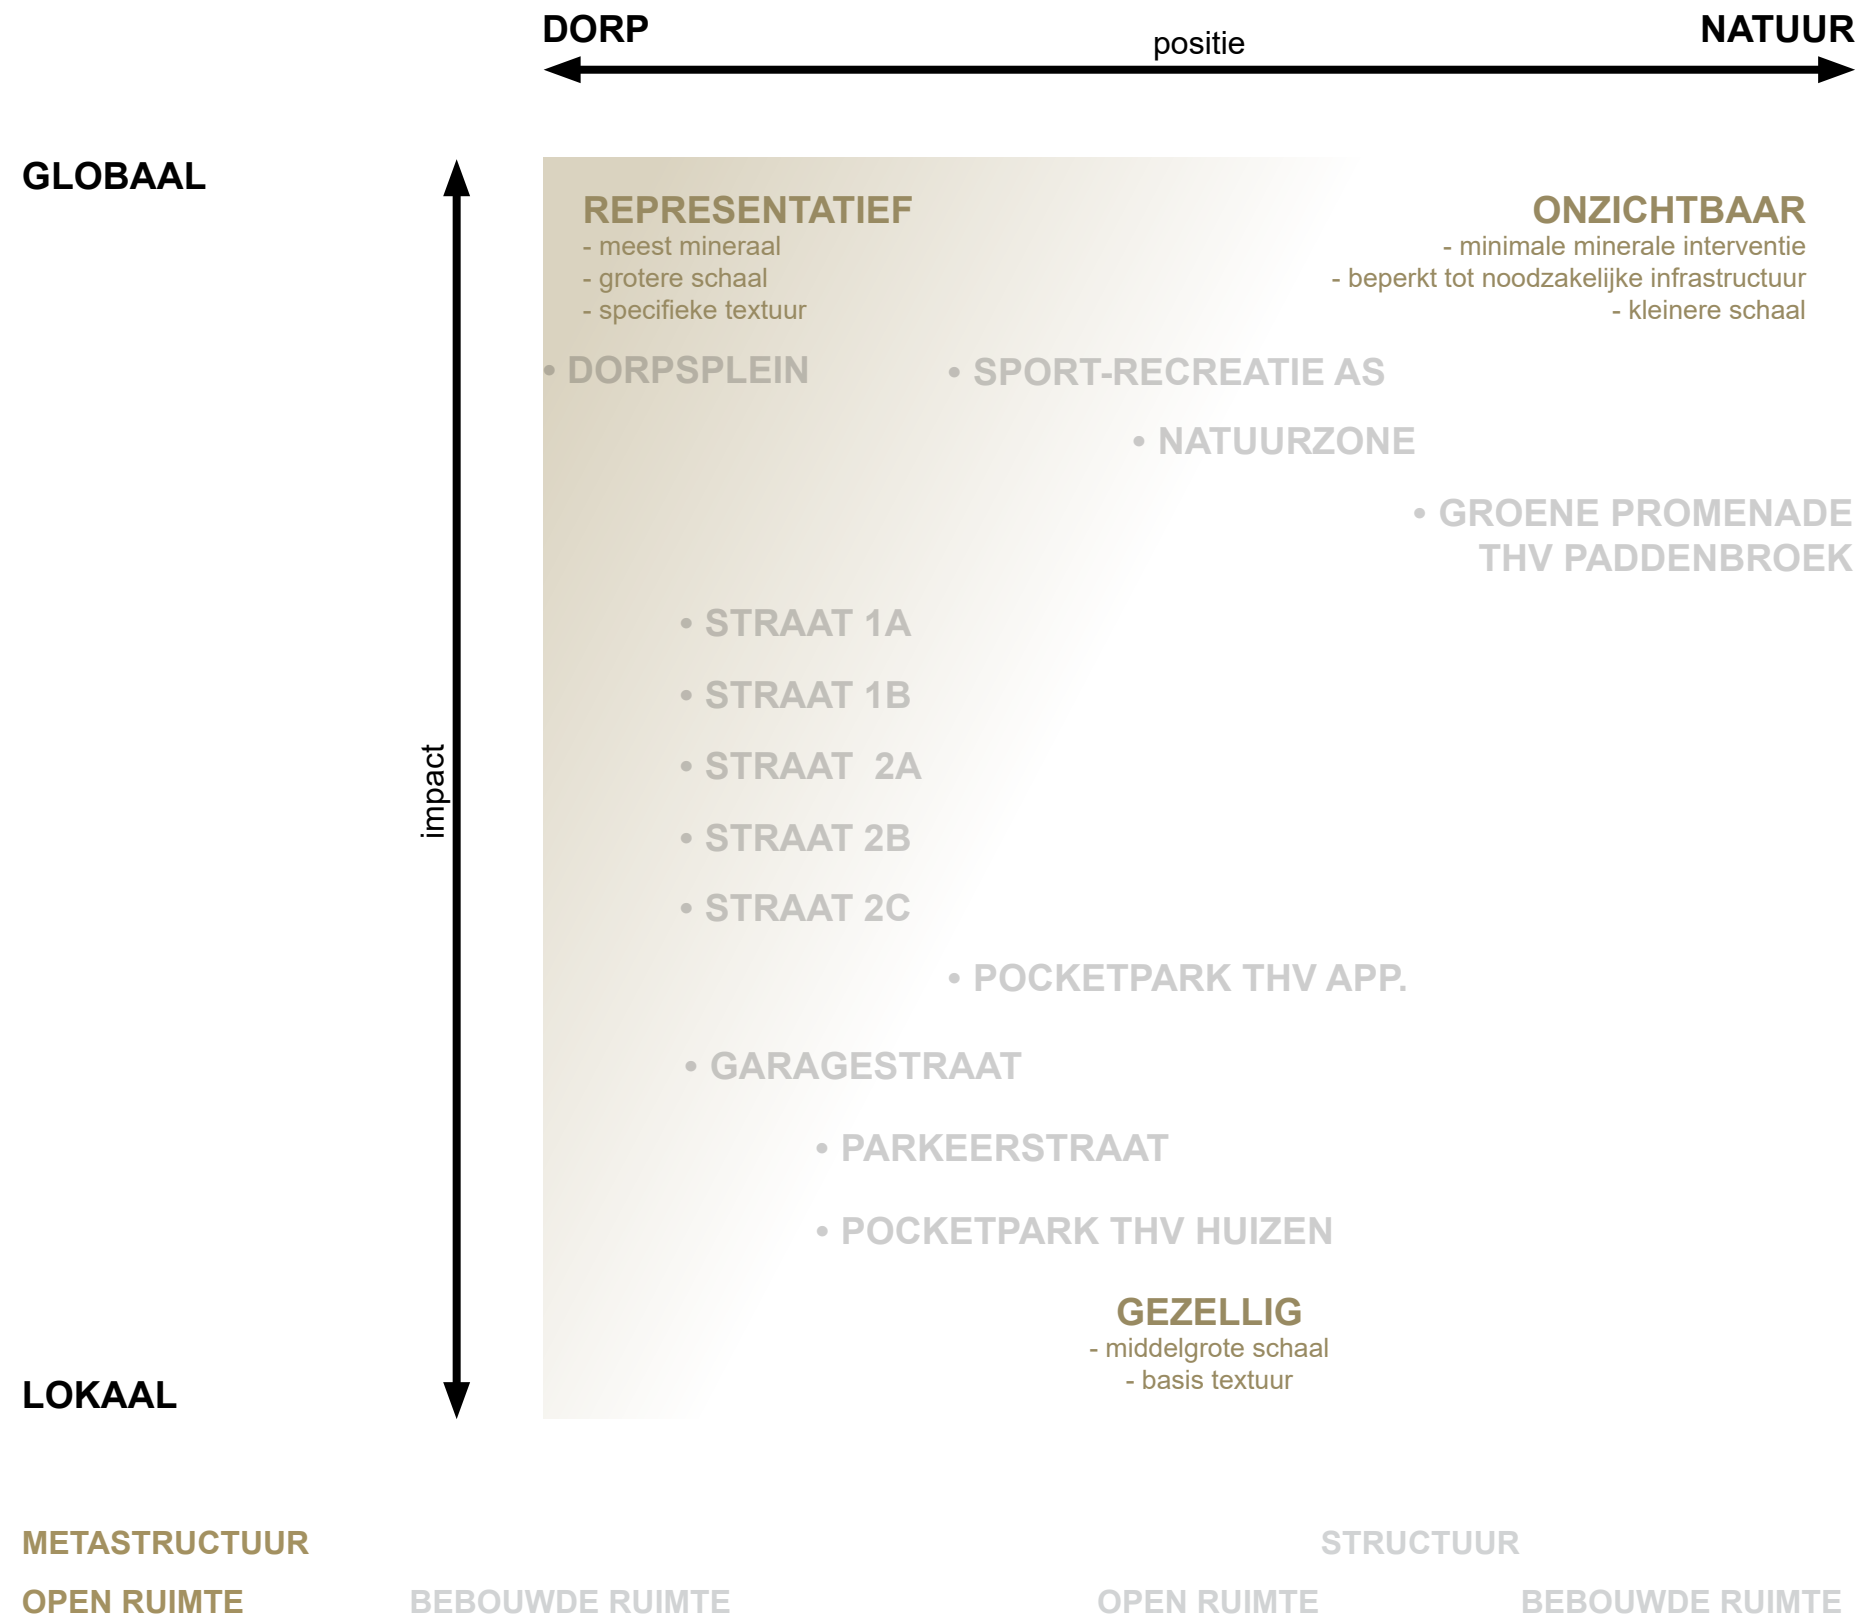 DORP
positie
NATUUR
GLOBAAL
REPRESENTATIEF
- meest mineraal
- grotere schaal
- specifieke textuur
ONZICHTBAAR
- minimale minerale interventie
- beperkt tot noodzakelijke infrastructuur
- kleinere schaal
• DORPSPLEIN
• SPORT-RECREATIE AS
• NATUURZONE
• GROENE PROMENADE
THV PADDENBROEK
• STRAAT 1A
• STRAAT 1B
• STRAAT  2A
• STRAAT 2B
• STRAAT 2C
impact
• POCKETPARK THV APP.
• GARAGESTRAAT
• PARKEERSTRAAT
• POCKETPARK THV HUIZEN
GEZELLIG
- middelgrote schaal
- basis textuur
LOKAAL
METASTRUCTUUR
STRUCTUUR
OPEN RUIMTE
BEBOUWDE RUIMTE
OPEN RUIMTE
BEBOUWDE RUIMTE